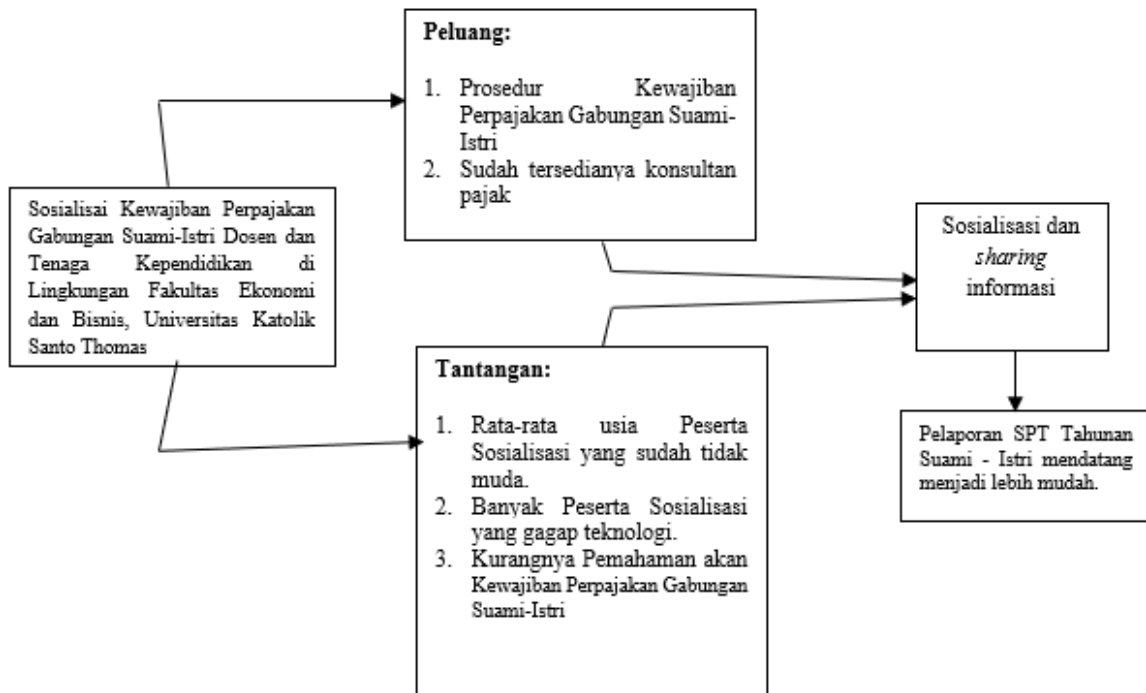 Sosialisai Kewajiban Perpajakan
Gabungan Suami-Istri Dosen dan
Tenaga Kependidikan di
Lingkungan Fakultas Ekonomi
dan Bisnis, Universitas Katolik
Santo Thomas
Peluang:
1. Prosedur Kewajiban
Perpajakan Gabungan Suami-
Istri
2. Sudah tersedianya konsultan
pajak
Tantangan:
1. Rata-rata usia Peserta
Sosialisasi yang sudah tidak
muda.
2. Banyak Peserta Sosialisasi
yang gagap teknologi.
3. Kurangnya Pemahaman akan
Kewajiban Perpajakan Gabungan
Suami-Istri
Sosialisasi dan
sharing
informasi
Pelaporan SPT Tahunan
Suami - Istri mendatang
menjadi lebih mudah.